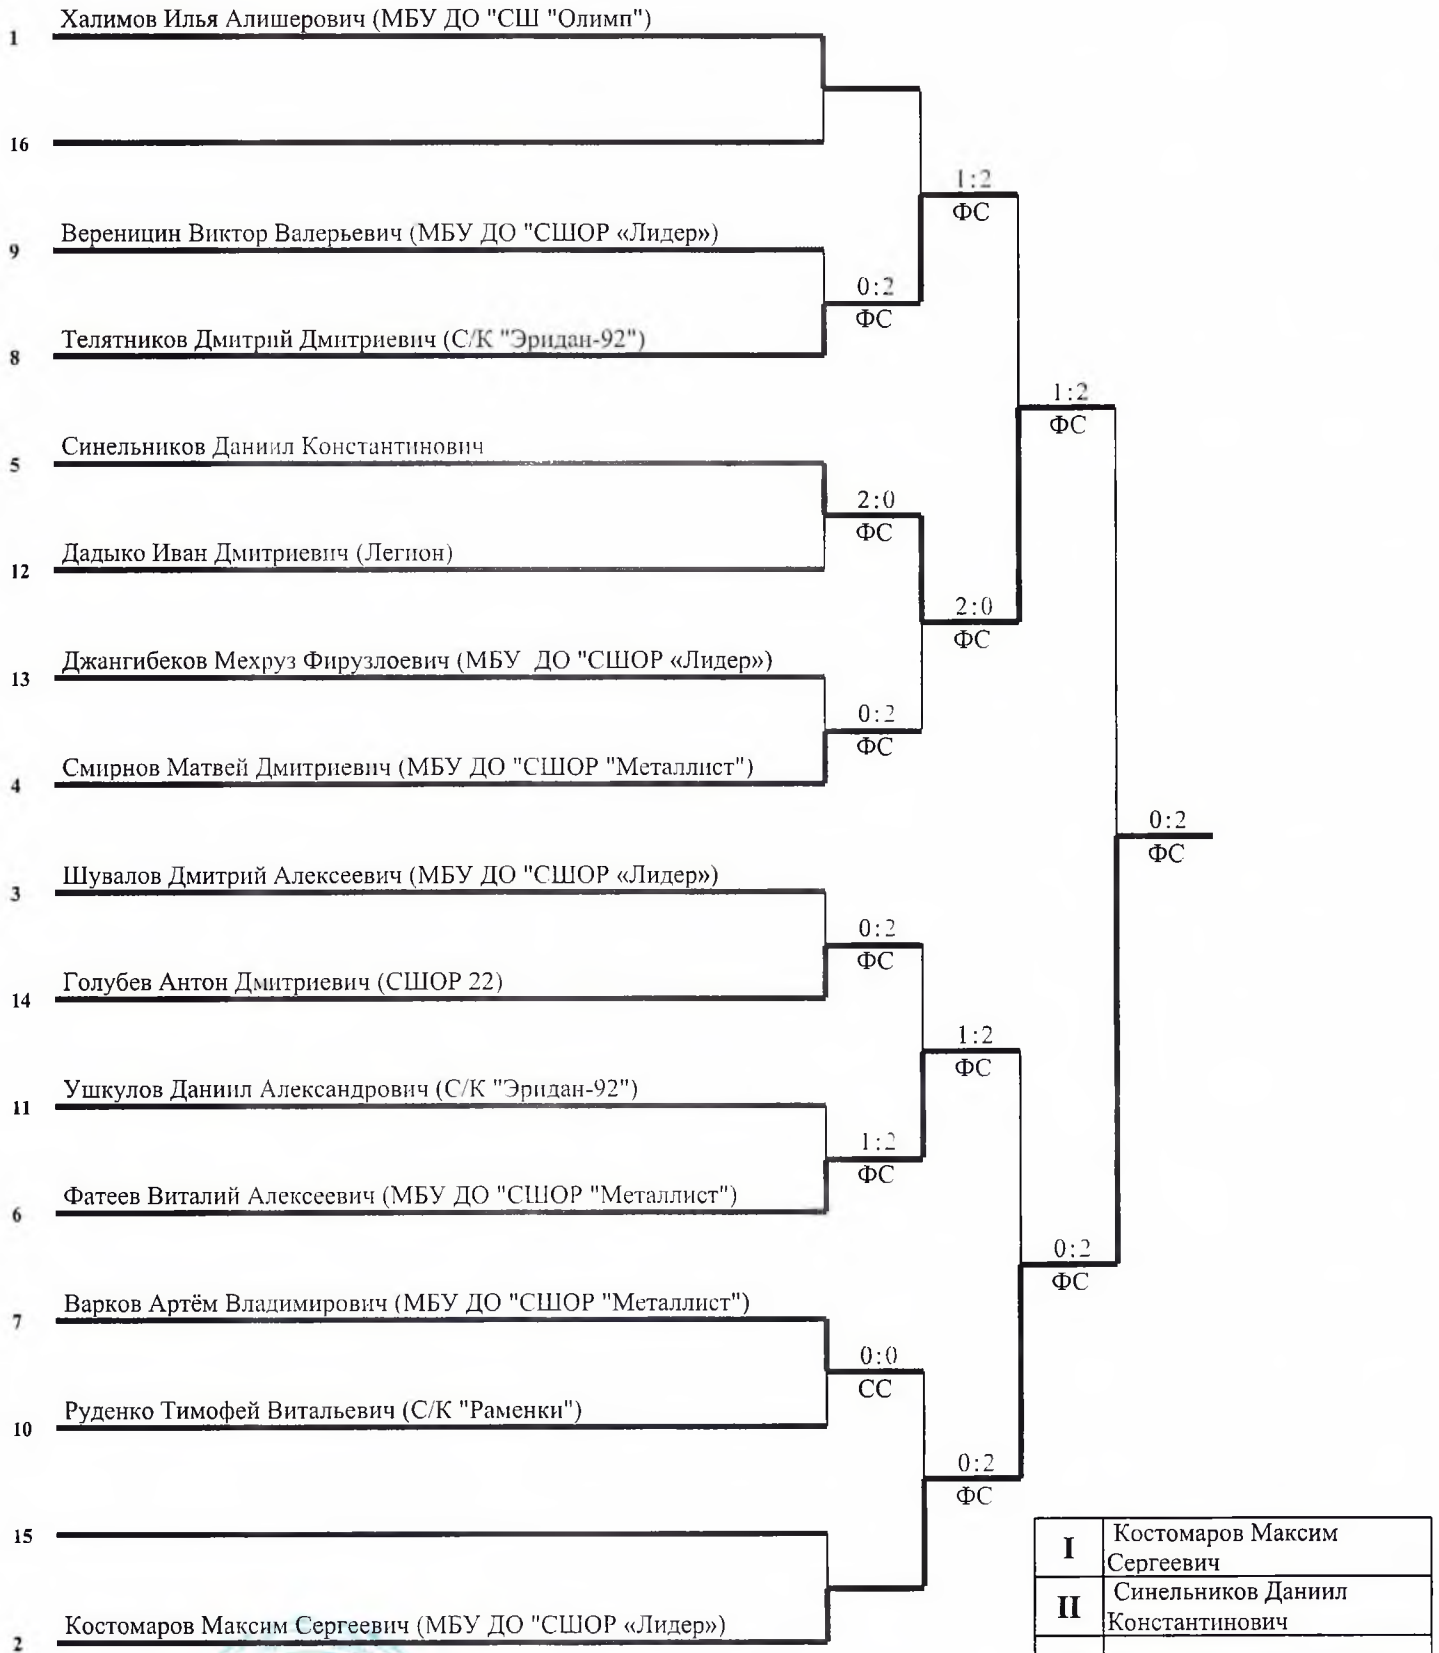 Халимов Илья Алишерович (МБУ ДО "СШ "Олимп")
1
16
1:2
ФС
Вереницин Виктор Валерьевич (МБУ ДО "СШОР «Лидер»)
9
0:2
ФС
Телятников Дмитрий Дмитриевич (С/К "Эридан-92")
8
1:2
ФС
Синельников Даниил Константинович
5
2:0
ФС
Дадыко Иван Дмитриевич (Легион)
12
2:0
ФС
Джангибеков Мехруз Фирузлоевич (МБУ ДО "СШОР «Лидер»)
13
0:2
ФС
Смирнов Матвей Дмитриевич (МБУ ДО "СШОР "Металлист")
4
0:2
ФС
Шувалов Дмитрий Алексеевич (МБУ ДО "СШОР «Лидер»)
3
0:2
ФС
Голубев Антон Дмитриевич (СШОР 22)
14
1:2
ФС
Ушкулов Даниил Александрович (С/К "Эридан-92")
11
1:2
ФС
Фатеев Виталий Алексеевич (МБУ ДО "СШОР "Металлист")
6
0:2
ФС
Варков Артём Владимирович (МБУ ДО "СШОР "Металлист")
7
0:0
СС
Руденко Тимофей Витальевич (С/К "Раменки")
10
0:2
ФС
15
I
Костомаров Максим
Сергеевич
II
Синельников Даниил
Константинович
Костомаров Максим Сергеевич (МБУ ДО "СШОР «Лидер»)
2